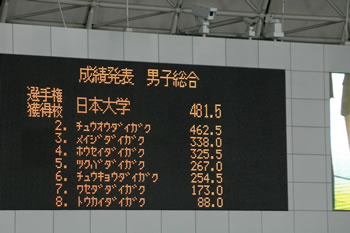 成績発表 男子総合
選手権
獲得校 日本大学 481.5
2. チュウオウダイガク 462.5
3. メイジダイガク 338.0
4. ホウセイダイガク 325.5
5. ツクバダイガク 267.0
6. チュウキョウダイガク 254.5
7. ワセダダイガク 173.0
8. トウカイダイガク 88.0